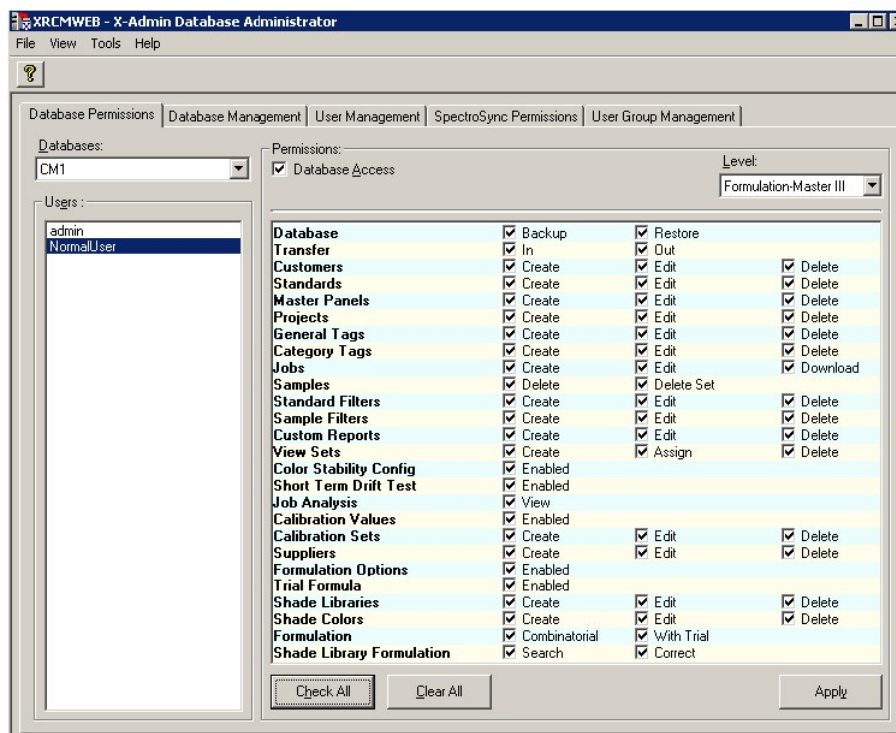 XRCMWEB - X-Admin Database Administrator
File View Tools Help
Database Permissions Database Management User Management SpectroSync Permissions User Group Management
Databases:
CM1
Users :
admin
NormalUser
Permissions:
Database Access
Level:
Formulation-Master III
Database Backup Restore
Transfer In Out
Customers Create Edit Delete
Standards Create Edit Delete
Master Panels Create Edit Delete
Projects Create Edit Delete
General Tags Create Edit Delete
Category Tags Create Edit Delete
Jobs Create Edit Download
Samples Delete Delete Set
Standard Filters Create Edit Delete
Sample Filters Create Edit Delete
Custom Reports Create Edit Delete
View Sets Create Assign Delete
Color Stability Config Enabled
Short Term Drift Test Enabled
Job Analysis View
Calibration Values Enabled
Calibration Sets Create Edit Delete
Suppliers Create Edit Delete
Formulation Options Enabled
Trial Formula Enabled
Shade Libraries Create Edit Delete
Shade Colors Create Edit Delete
Formulation Combinatorial With Trial
Shade Library Formulation Search Correct
Check All Clear All Apply